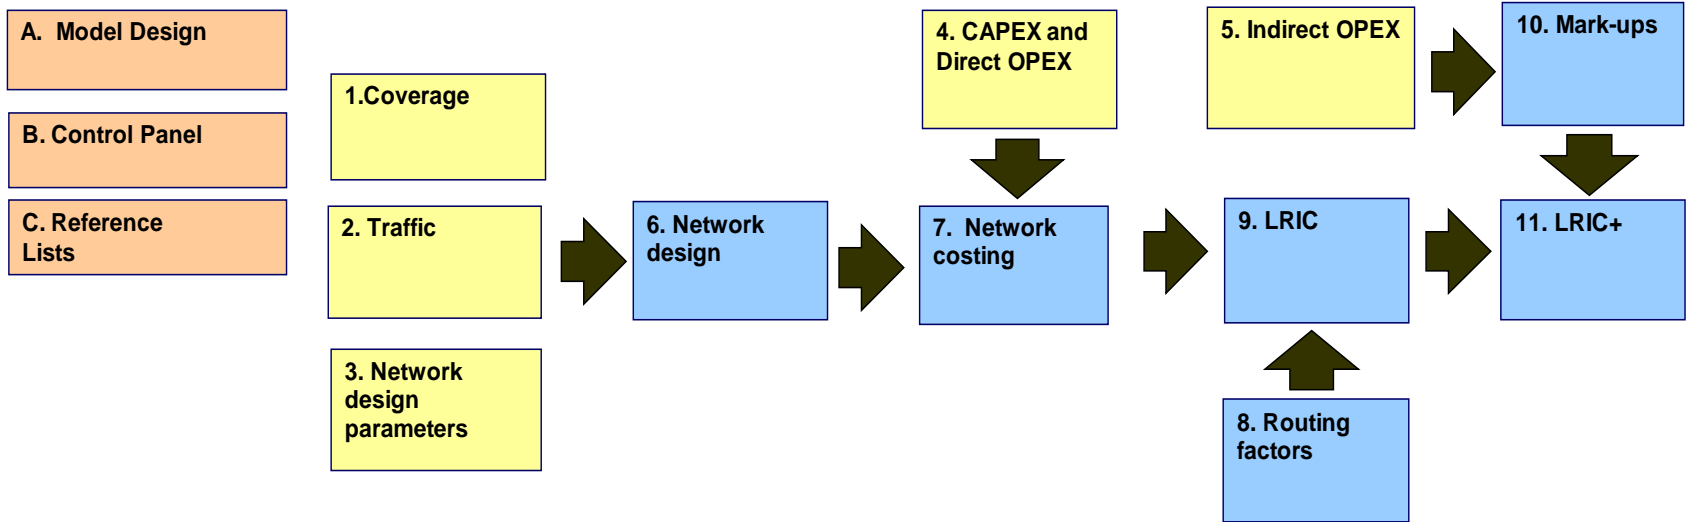 A. Model Design
B. Control Panel
C. Reference
Lists
1.Coverage
2. Traffic
3. Network
design
parameters
4. CAPEX and
Direct OPEX
5. Indirect OPEX
10. Mark-ups
6. Network
design
7. Network
costing
9. LRIC
11. LRIC+
8. Routing
factors